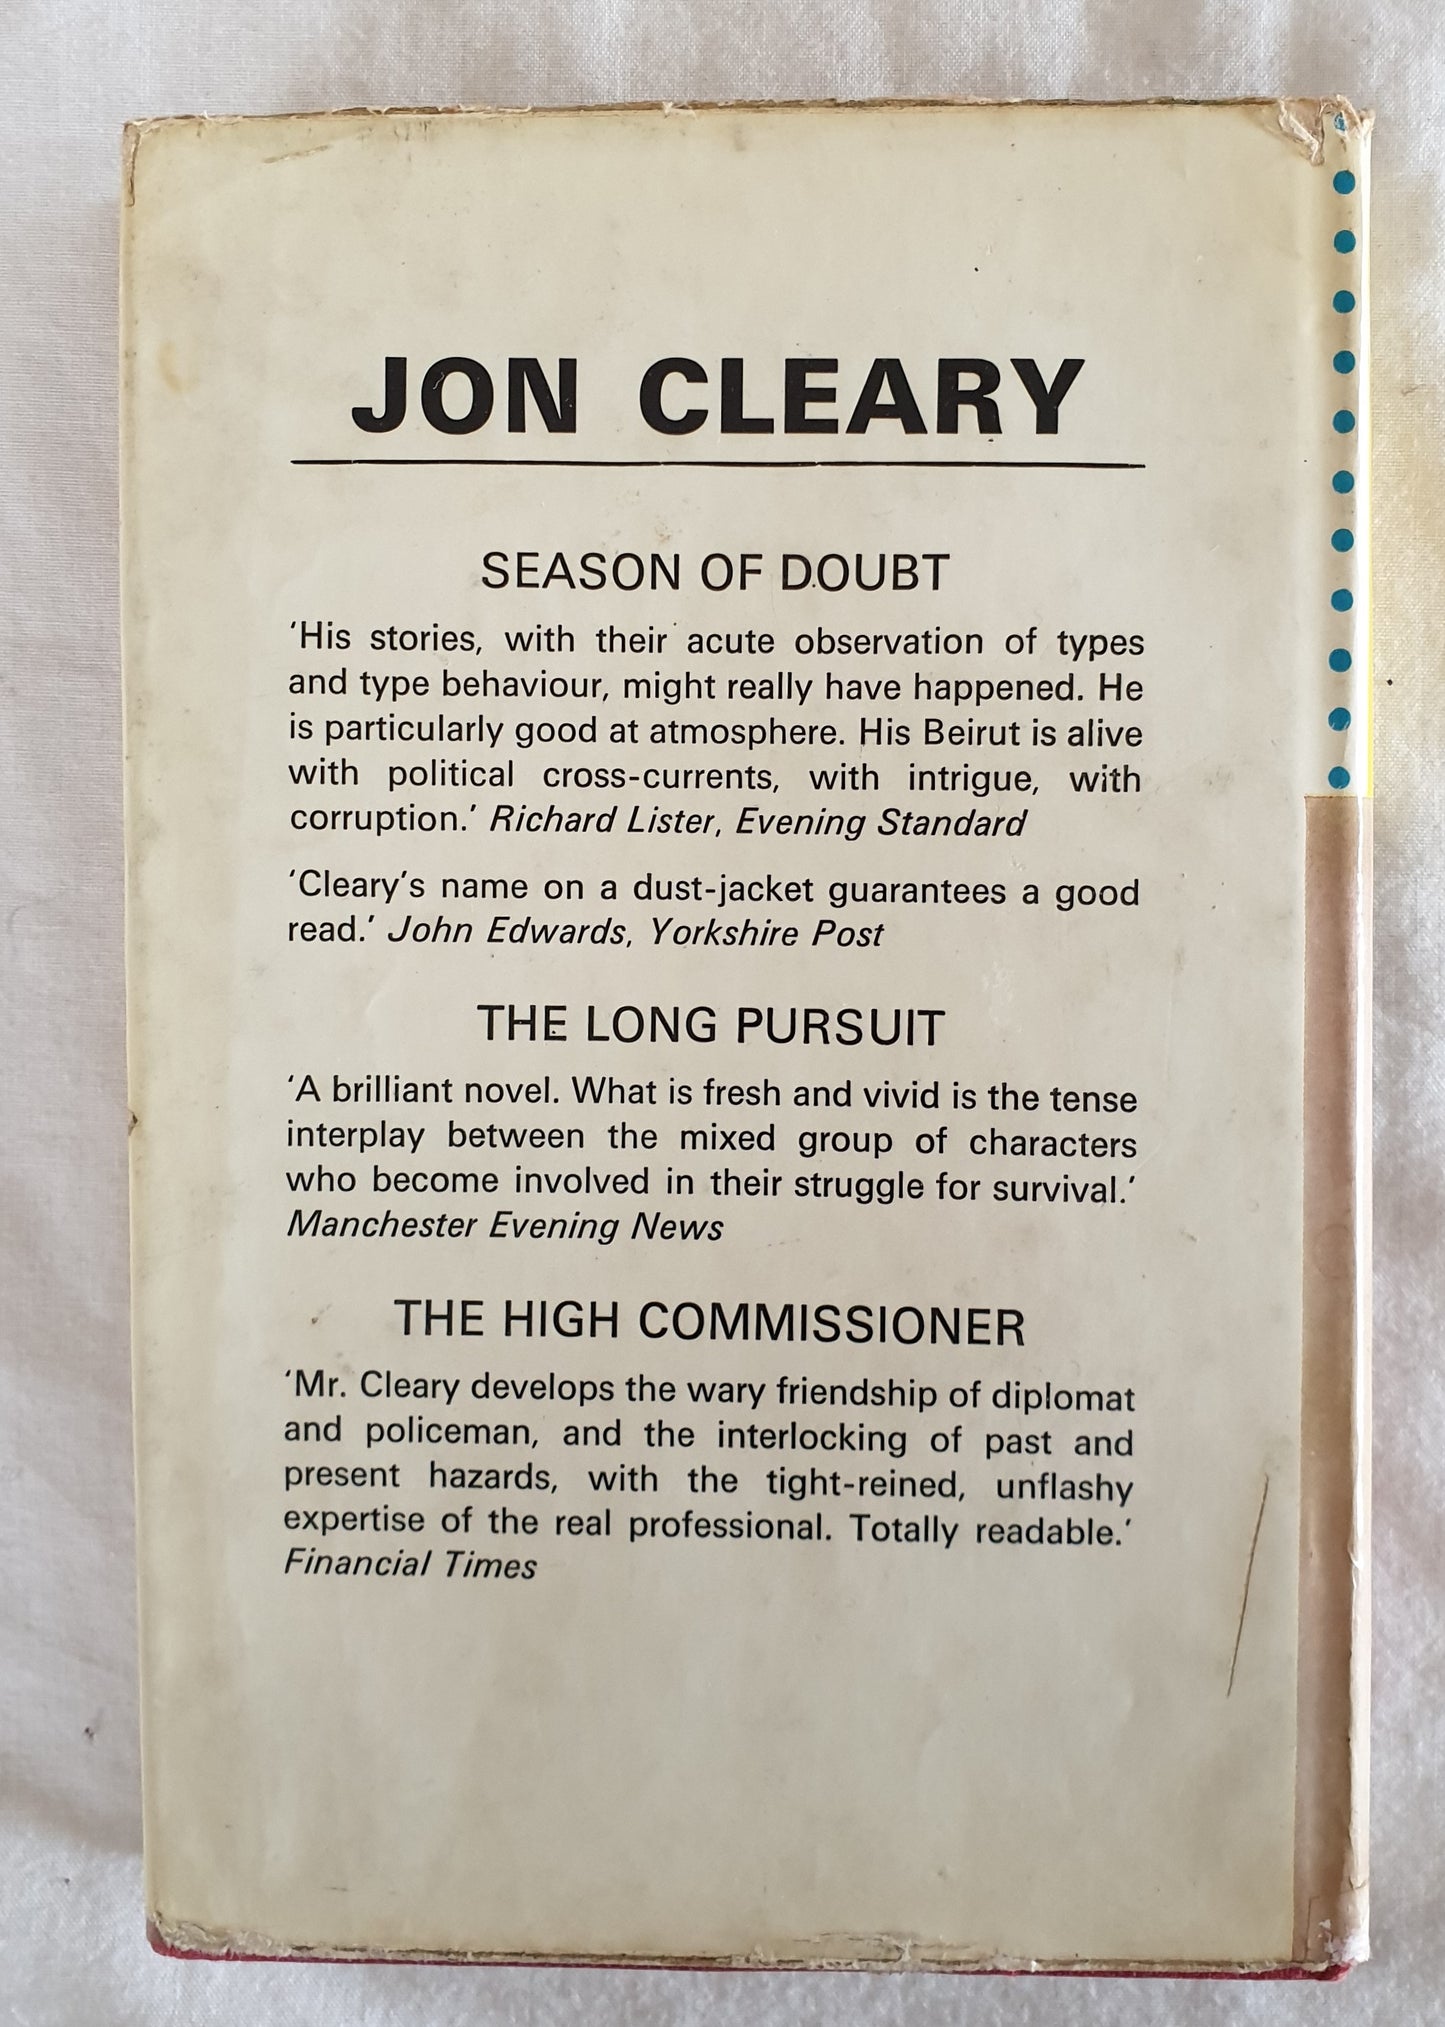 JON CLEARY
SEASON OF DOUBT
‘His stories, with their acute observation of types
and type behaviour, might really have happened. He
is particularly good at atmosphere. His Beirut is alive
with political cross-currents, with intrigue, with
corruption.’ Richard Lister, Evening Standard
‘Cleary’s name on a dust-jacket guarantees a good
read.’ John Edwards, Yorkshire Post
THE LONG PURSUIT
‘A brilliant novel. What is fresh and vivid is the tense
interplay between the mixed group of characters
who become involved in their struggle for survival.’
Manchester Evening News
THE HIGH COMMISSIONER
‘Mr. Cleary develops the wary friendship of diplomat
and policeman, and the interlocking of past and
present hazards, with the tight-reined, unflashy
expertise of the real professional. Totally readable.’
Financial Times